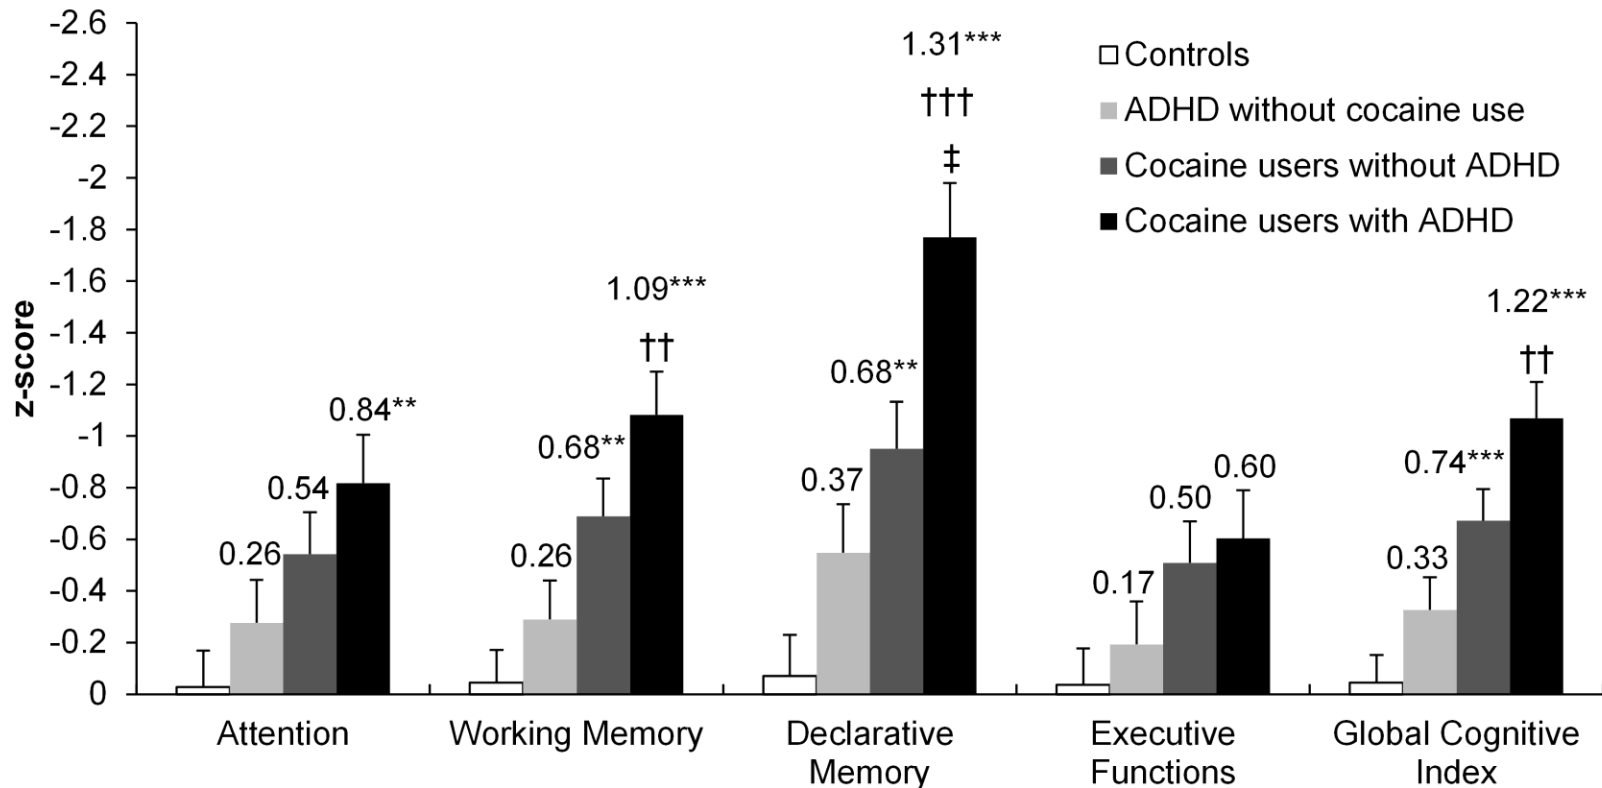 z-score
-2.6
-2.4
-2.2
-2
-1.8
-1.6
-1.4
-1.2
-1
-0.8
-0.6
-0.4
-0.2
0
Controls
ADHD without cocaine use
Cocaine users without ADHD
Cocaine users with ADHD
0.26
0.54
0.84**
0.26
0.68**
1.09***
††
0.37
0.68**
1.31***
†††
‡
0.17
0.50
0.60
0.33
0.74***
1.22***
††
Attention
Working Memory
Declarative
Memory
Executive
Functions
Global Cognitive
Index